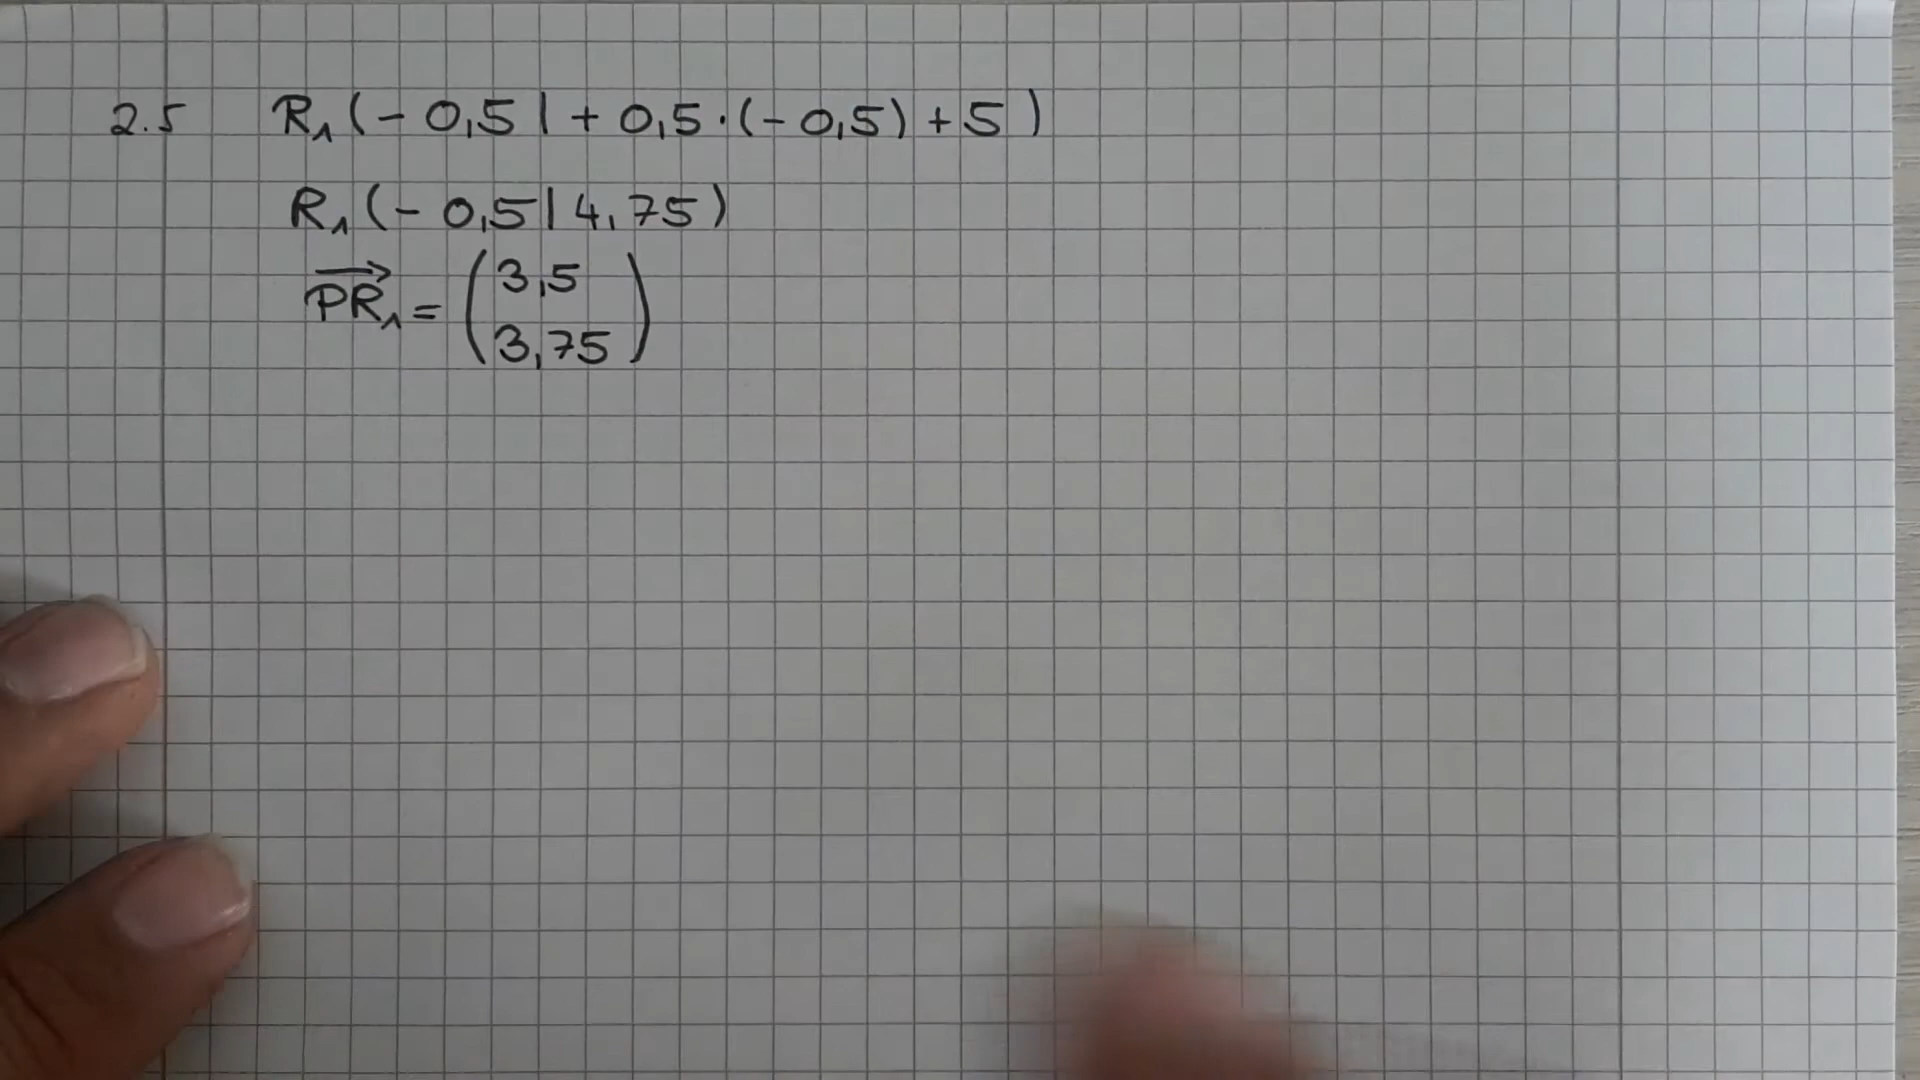 2.5 R₁(- 0,5 | + 0,5 · (- 0,5) + 5)
R₁(- 0,5 | 4,75)
→
PR₁ = (3,5
3,75)